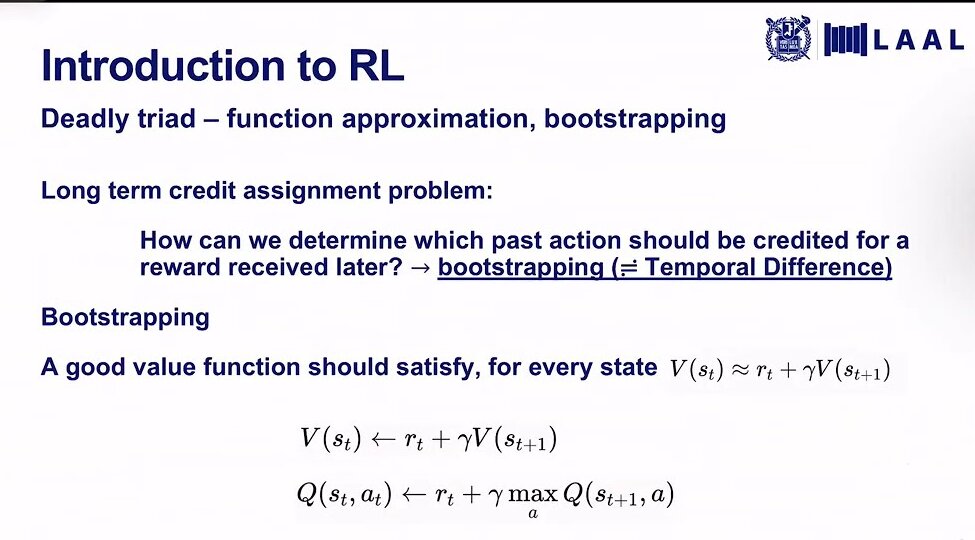 LAAL
Introduction to RL
Deadly triad – function approximation, bootstrapping
Long term credit assignment problem:
How can we determine which past action should be credited for a
reward received later? → bootstrapping (≓ Temporal Difference)
Bootstrapping
A good value function should satisfy, for every state V(s_t) ≈ r_t + γV(s_{t+1})
V(s_t) ← r_t + γV(s_{t+1})
Q(s_t, a_t) ← r_t + γ max_a Q(s_{t+1}, a)